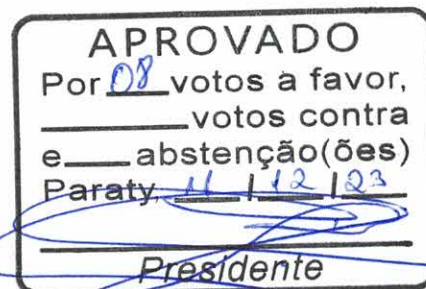 APROVADO
Por 08 votos a favor,
votos contra
e abstenção(ões)
Paraty, 11 / 12 / 23
Presidente